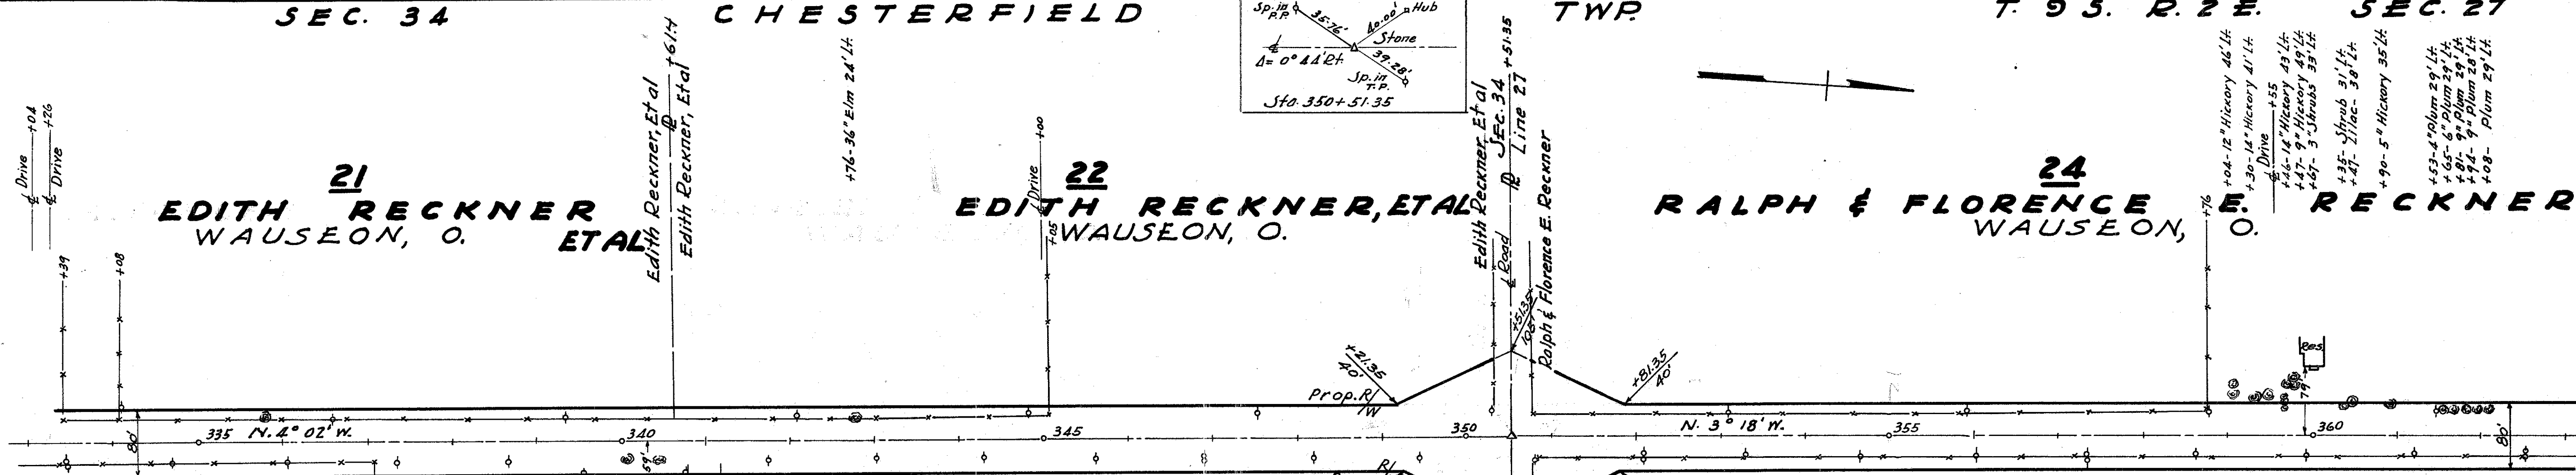 SEC. 34
CHESTERFIELD
TWP.
T. 9 S. R. 2 E.
SEC. 27
Sp. in P.P.
35.76'
40.00'
Hub
Stone
℄
Δ= 0° 44' Rt.
39.28'
Sp. in T.P.
Sta. 350+51.35
℄ Drive +04
℄ Drive +26
+39
+08
21
EDITH RECKNER
ETAL
WAUSEON, O.
Edith Reckner, Etal
+61.4
Edith Reckner, Etal
+76-36" Elm 24' Lt.
Drive +00
+05
22
EDITH RECKNER, ETAL
WAUSEON, O.
Edith Reckner, Etal
Sec. 34
+51.35
Line 27
℄ Road
Ralph & Florence E. Reckner
+51.35
+21.35
40'
+81.35
40'
Prop. R/W
24
RALPH & FLORENCE E. RECKNER
WAUSEON, O.
+76
+04-12" Hickory 46' Lt.
+30-14" Hickory 41' Lt.
℄ Drive +55
+46-14" Hickory 43' Lt.
+47-9" Hickory 49' Lt.
+67-3" Shrubs 33' Lt.
+35-Shrub 31' Lt.
+47-Lilac-38' Lt.
+90-5" Hickory 35' Lt.
+53-4" Plum 29' Lt.
+65-6" Plum 29' Lt.
+81-9" Plum 29' Lt.
+94-9" Plum 28' Lt.
+08- Plum 29' Lt.
Res.
79'
80'
335
N. 4° 02' W.
340
59'
345
350
N. 3° 18' W.
355
360
80'
R/